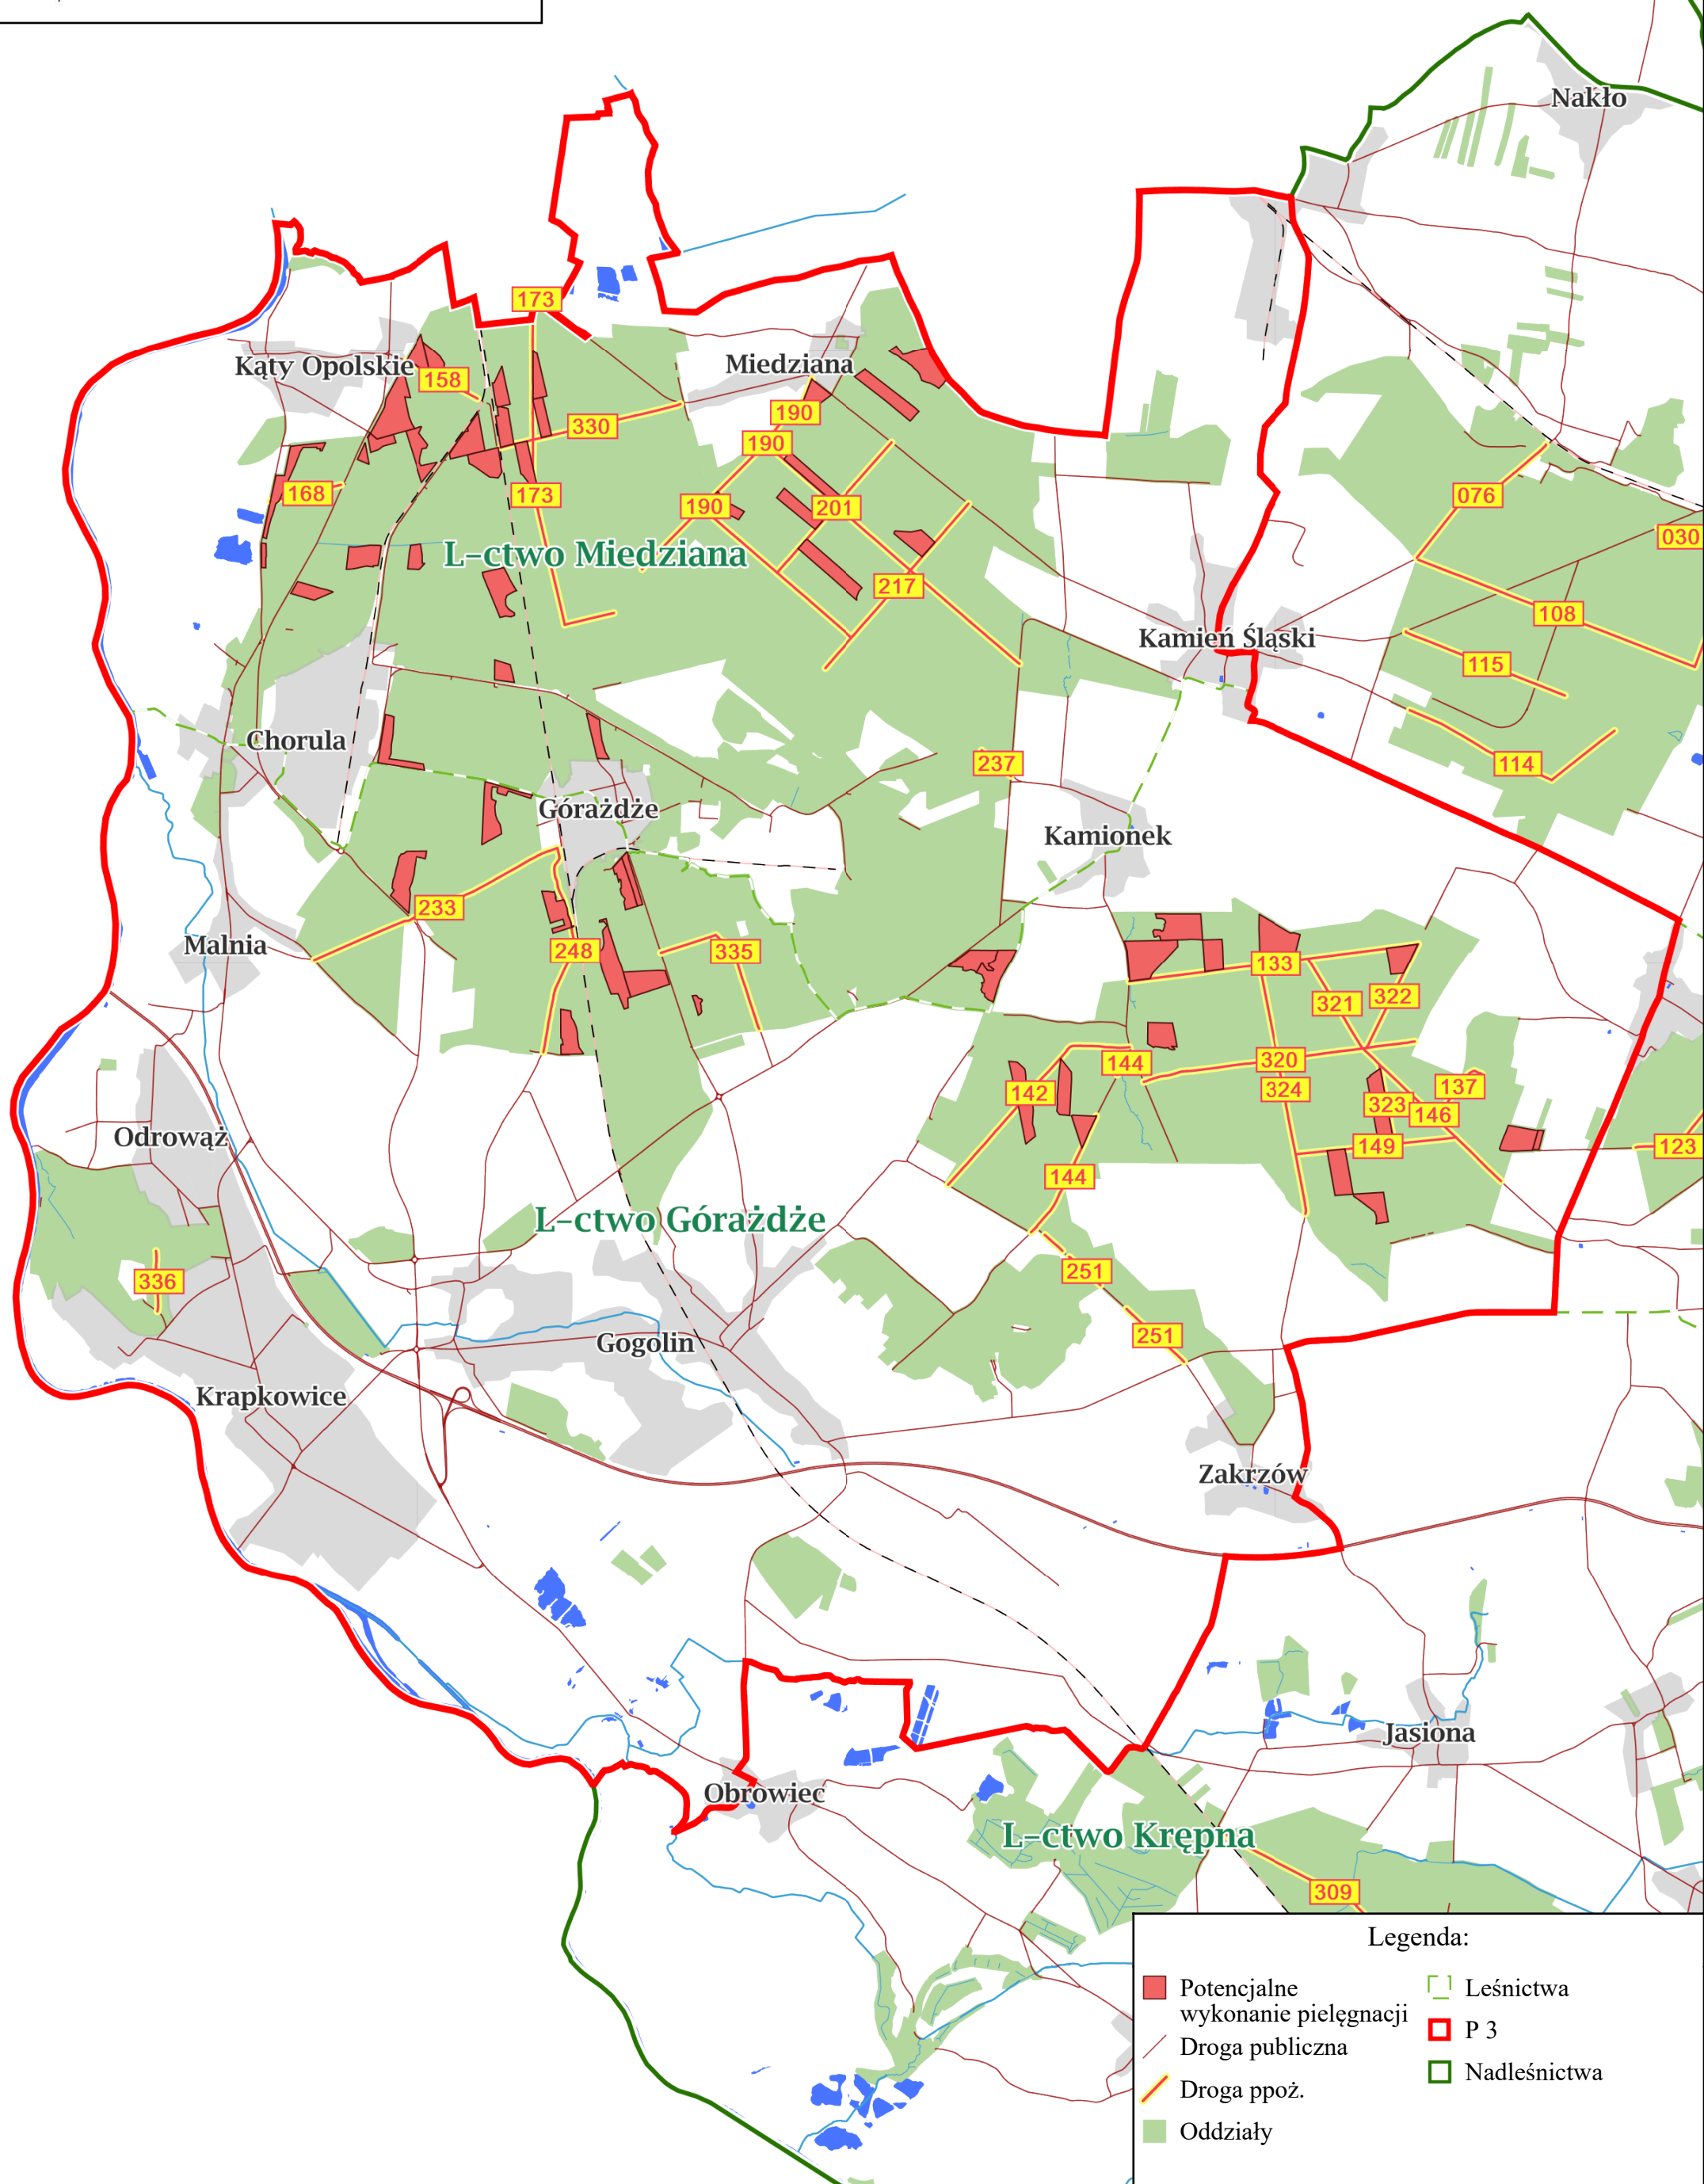 Nakło
173
Kąty Opolskie
158
Miedziana
190
330
190
168
173
190
201
076
030
L-ctwo Miedziana
217
108
Kamień Śląski
115
Chorula
237
114
Górażdże
Kamionek
233
Malnia
248
335
133
321
322
144
320
142
324
137
323
146
Odrowąż
149
123
144
L-ctwo Górażdże
336
251
Gogolin
251
Krapkowice
Zakrzów
Jasiona
Obrowiec
L-ctwo Krępna
309
Legenda:
Potencjalne
wykonanie pielęgnacji
Droga publiczna
Droga ppoż.
Oddziały
Leśnictwa
P 3
Nadleśnictwa